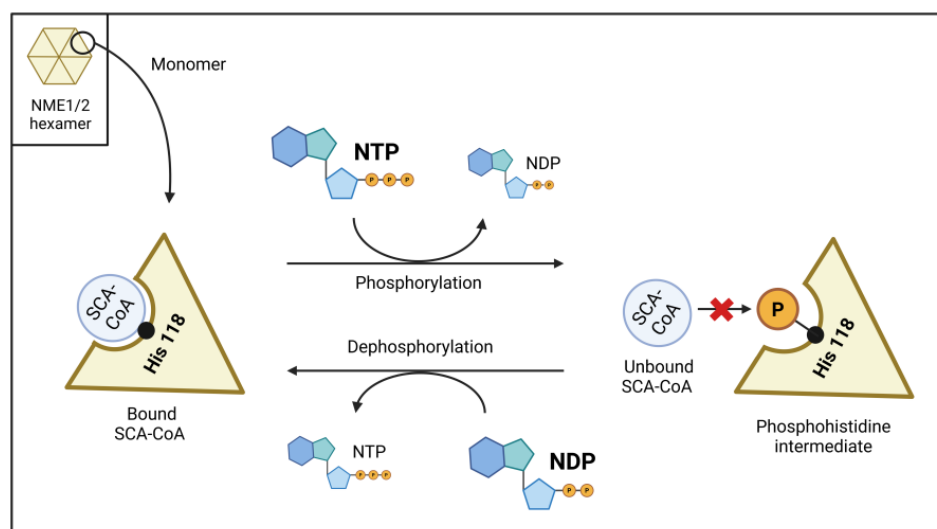 NME1/2
hexamer
Monomer
NTP
P P P
NDP
P P
Phosphorylation
SCA-
CoA
His 118
Bound
SCA-CoA
SCA-
CoA
Unbound
SCA-CoA
P
His 118
Phosphohistidine
intermediate
Dephosphorylation
NTP
P P P
NDP
P P